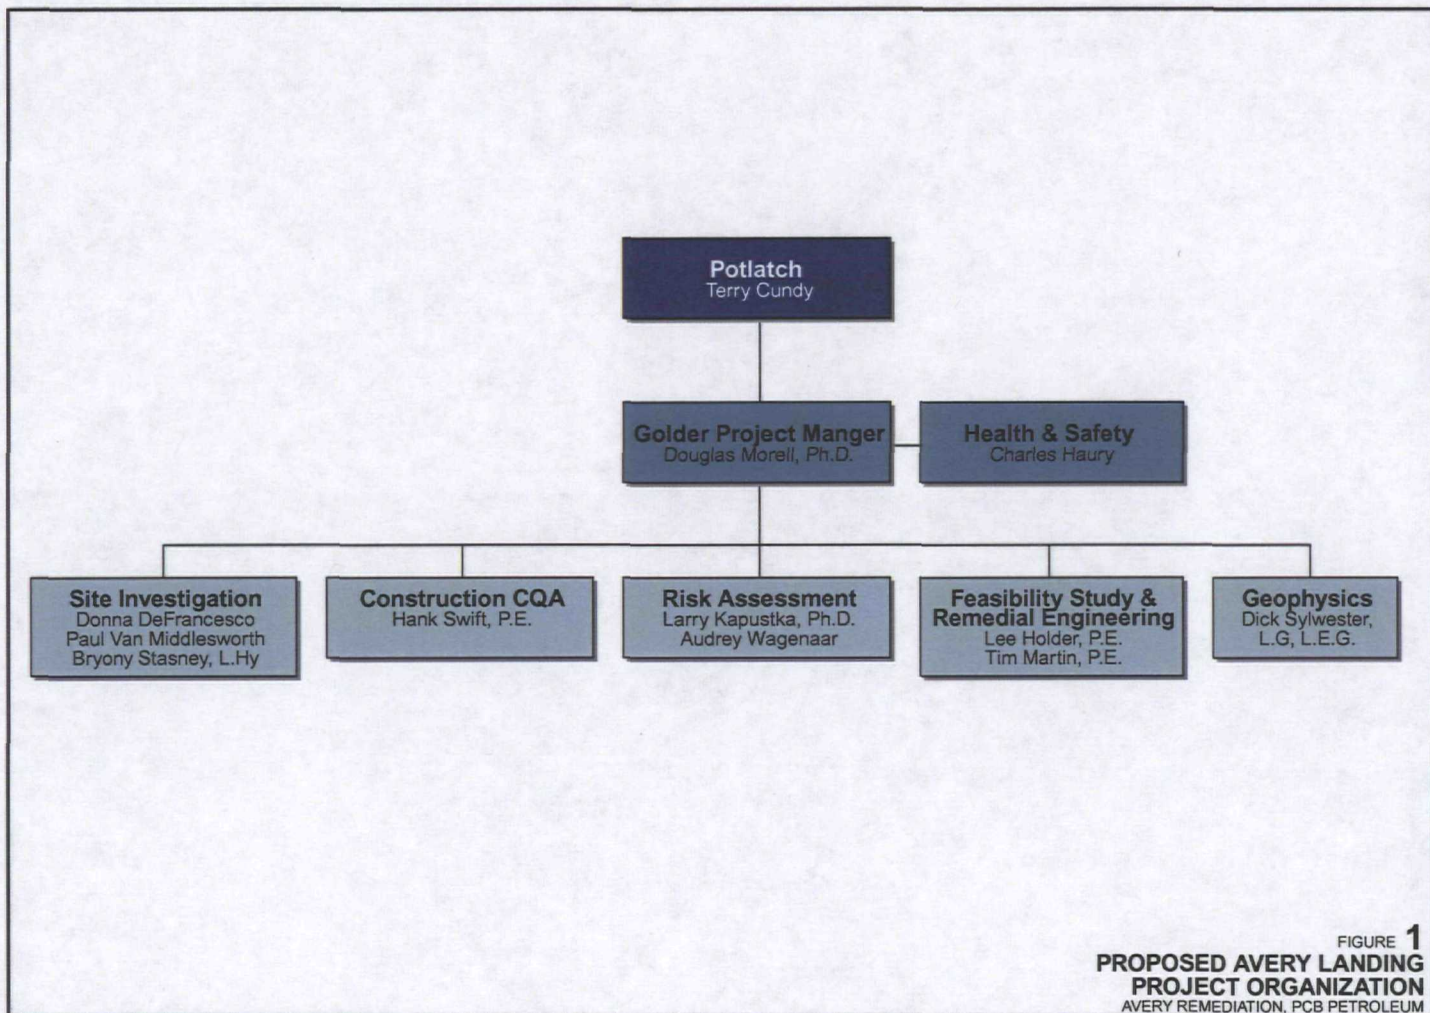 Potlatch
Terry Cundy
Golder Project Manger
Douglas Morell, Ph.D.
Health & Safety
Charles Haury
Site Investigation
Donna DeFrancesco
Paul Van Middlesworth
Bryony Stasney, L.Hy
Construction CQA
Hank Swift, P.E.
Risk Assessment
Larry Kapustka, Ph.D.
Audrey Wagenaar
Feasibility Study &
Remedial Engineering
Lee Holder, P.E.
Tim Martin, P.E.
Geophysics
Dick Sylwester,
L.G, L.E.G.
FIGURE 1
PROPOSED AVERY LANDING
PROJECT ORGANIZATION
AVERY REMEDIATION, PCB PETROLEUM